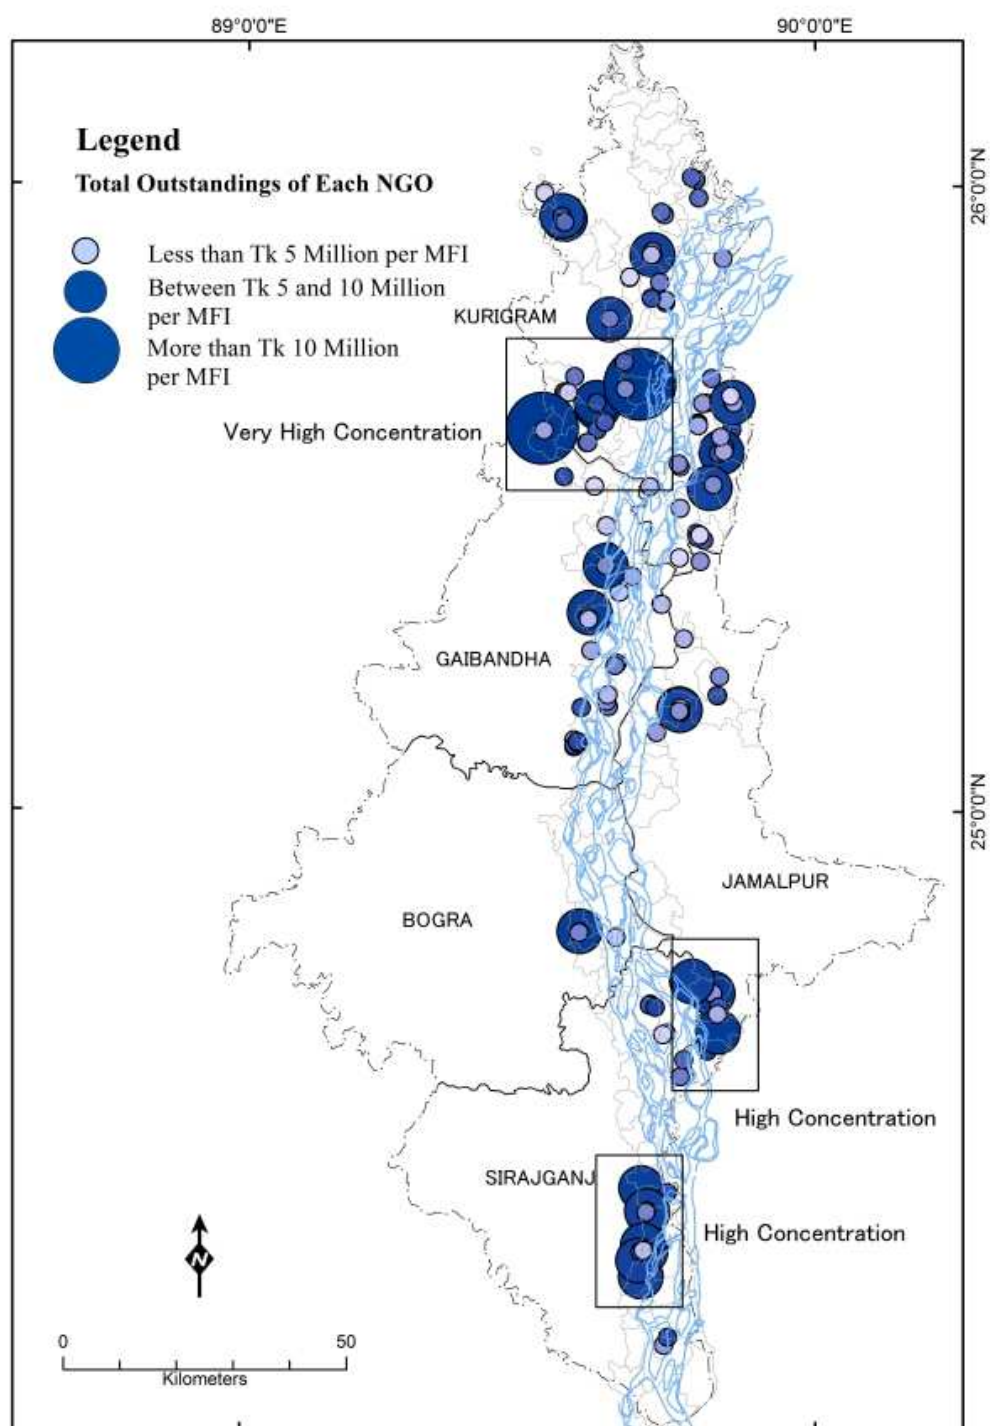 89°0'0"E
90°0'0"E
Legend
Total Outstandings of Each NGO
Less than Tk 5 Million per MFI
Between Tk 5 and 10 Million
per MFI
More than Tk 10 Million
per MFI
26°0'0"N
KURIGRAM
Very High Concentration
GAIBANDHA
25°0'0"N
JAMALPUR
BOGRA
High Concentration
SIRAJGANJ
High Concentration
N
0
50
Kilometers